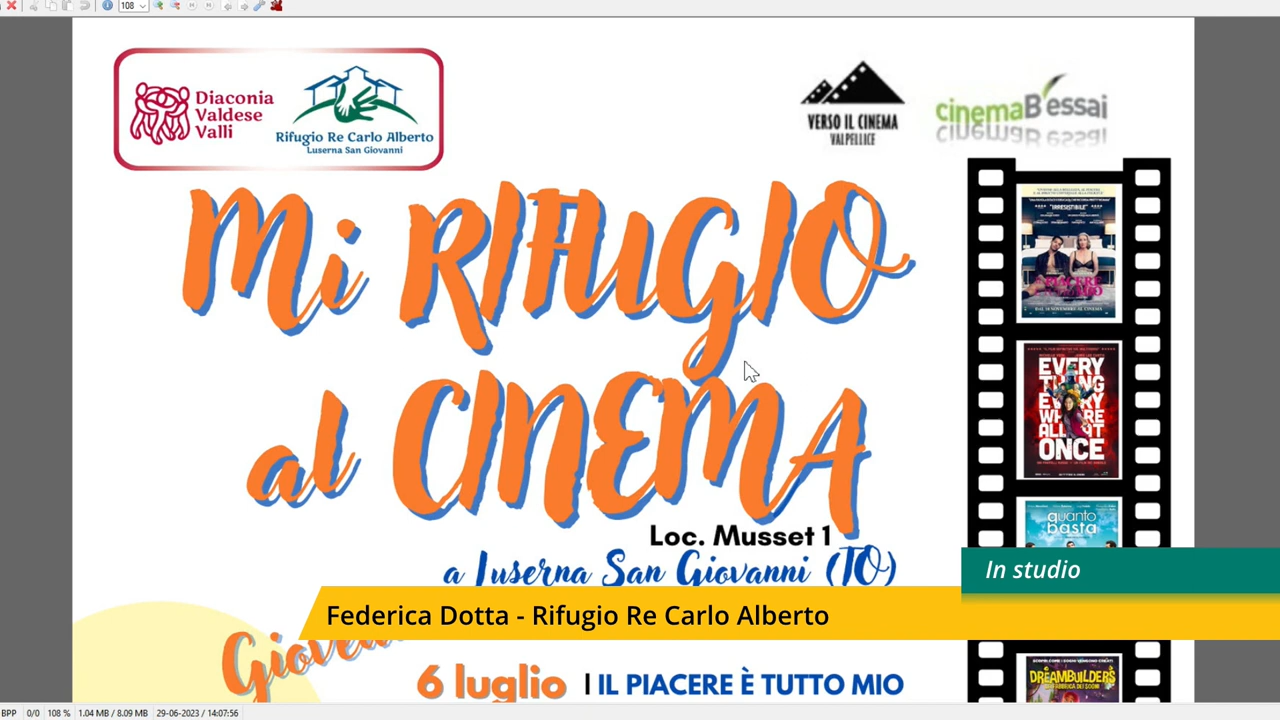 108
Diaconia
Valdese
Valli
Rifugio Re Carlo Alberto
Luserna San Giovanni
VERSO IL CINEMA
VALPELLICE
cinemaB'essai
Mi RIFUGIO
al CINEMA
Loc. Musset 1
a Luserna San Giovanni (TO)
EVERY
THING
EVERY
WHERE
ALL AT
ONCE
quanto
basta
In studio
Federica Dotta - Rifugio Re Carlo Alberto
6 luglio | IL PIACERE È TUTTO MIO
DREAMBUILDERS
BPP 0/0 108 % 1.04 MB / 8.09 MB 29-06-2023 / 14:07:56